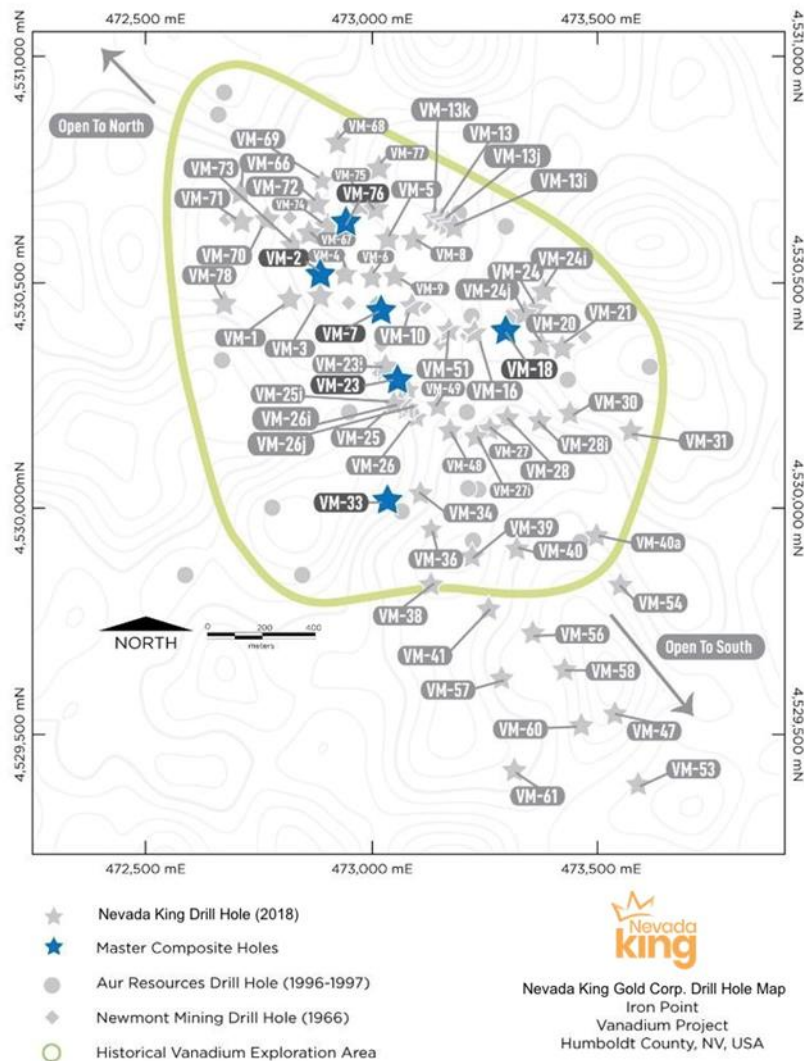 472,500 mE
473,000 mE
473,500 mE
4,531,000 mN
4,531,000 mN
Open To North
VM-68
VM-13k
VM-13
VM-69
VM-77
VM-13j
VM-73
VM-66
VM-75
VM-13i
VM-72
VM-76
VM-5
VM-71
VM-74
VM-67
VM-70
VM-2
VM-4
VM-6
VM-8
VM-24i
VM-24
VM-78
VM-9
VM-24j
4,530,500 mN
4,530,500 mN
VM-1
VM-7
VM-10
VM-20
VM-21
VM-3
VM-51
VM-18
VM-23i
VM-23
VM-49
VM-16
VM-25i
VM-30
VM-26i
VM-26j
VM-25
VM-27
VM-28i
VM-31
VM-26
VM-48
VM-28
VM-27i
VM-33
4,530,000 mN
4,530,000 mN
VM-34
VM-39
VM-36
VM-40
VM-40a
VM-38
VM-54
NORTH
0 200 400
meters
VM-41
VM-56
Open To South
VM-57
VM-58
VM-60
VM-47
4,529,500 mN
4,529,500 mN
VM-61
VM-53
472,500 mE
473,000 mE
473,500 mE
Nevada King Drill Hole (2018)
Master Composite Holes
Aur Resources Drill Hole (1996-1997)
Newmont Mining Drill Hole (1966)
Historical Vanadium Exploration Area
Nevada
king
Nevada King Gold Corp. Drill Hole Map
Iron Point
Vanadium Project
Humboldt County, NV, USA